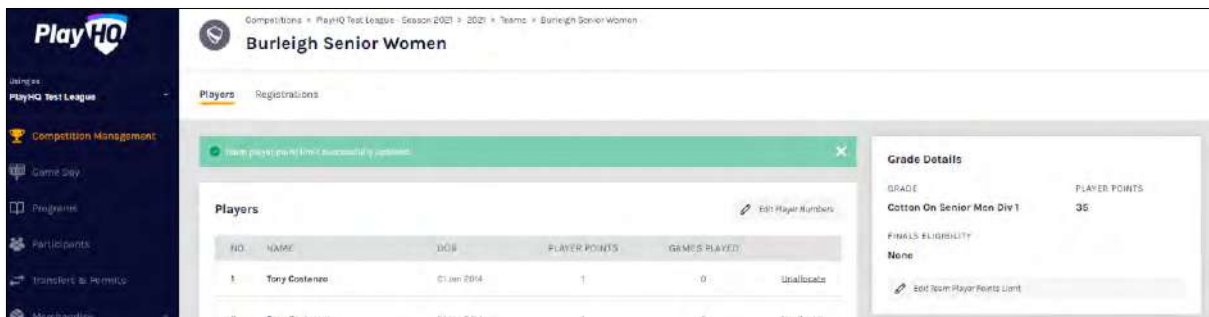 PlayHQ
Using as
PlayHQ Test League
Competition Management
Game Day
Programs
Participants
Transfers & Permits
Merchandise
Competitions > PlayHQ Test League - Season 2021 > 2021 > Teams > Burleigh Senior Women
Burleigh Senior Women
Players Registrations
Team player point limit successfully updated.
Players
Edit Player Numbers
NO. NAME DOB PLAYER POINTS GAMES PLAYED
1 Tony Costenzo 01 Jan 2014 1 0 Unallocate
Grade Details
GRADE PLAYER POINTS
Cotton On Senior Men Div 1 35
FINALS ELIGIBILITY
None
Edit Team Player Points Limit